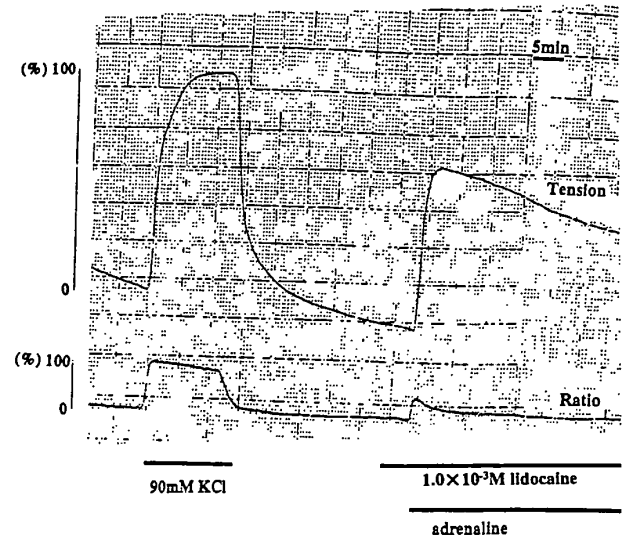 5min
(%) 100
Tension
0
(%) 100
Ratio
0
90mM KCl
1.0×10⁻³M lidocaine
adrenaline